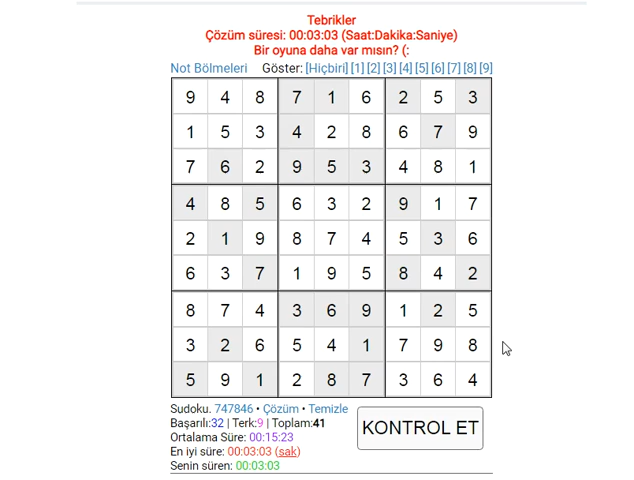 Tebrikler
Çözüm süresi: 00:03:03 (Saat:Dakika:Saniye)
Bir oyuna daha var mısın? (:
Not Bölmeleri Göster: [Hiçbiri] [1] [2] [3] [4] [5] [6] [7] [8] [9]
9 4 8 7 1 6 2 5 3
1 5 3 4 2 8 6 7 9
7 6 2 9 5 3 4 8 1
4 8 5 6 3 2 9 1 7
2 1 9 8 7 4 5 3 6
6 3 7 1 9 5 8 4 2
8 7 4 3 6 9 1 2 5
3 2 6 5 4 1 7 9 8
5 9 1 2 8 7 3 6 4
Sudoku. 747846 • Çözüm • Temizle
Başarılı:32 | Terk:9 | Toplam:41
Ortalama Süre: 00:15:23
En iyi süre: 00:03:03 (sak)
Senin süren: 00:03:03
KONTROL ET